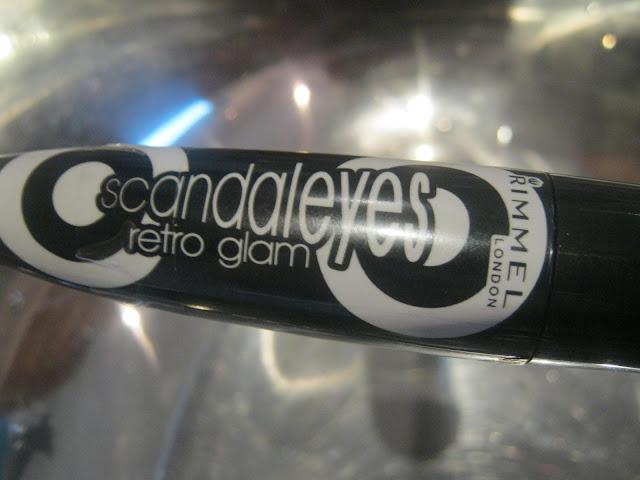 scandaleyes
retro glam
RIMMEL
LONDON